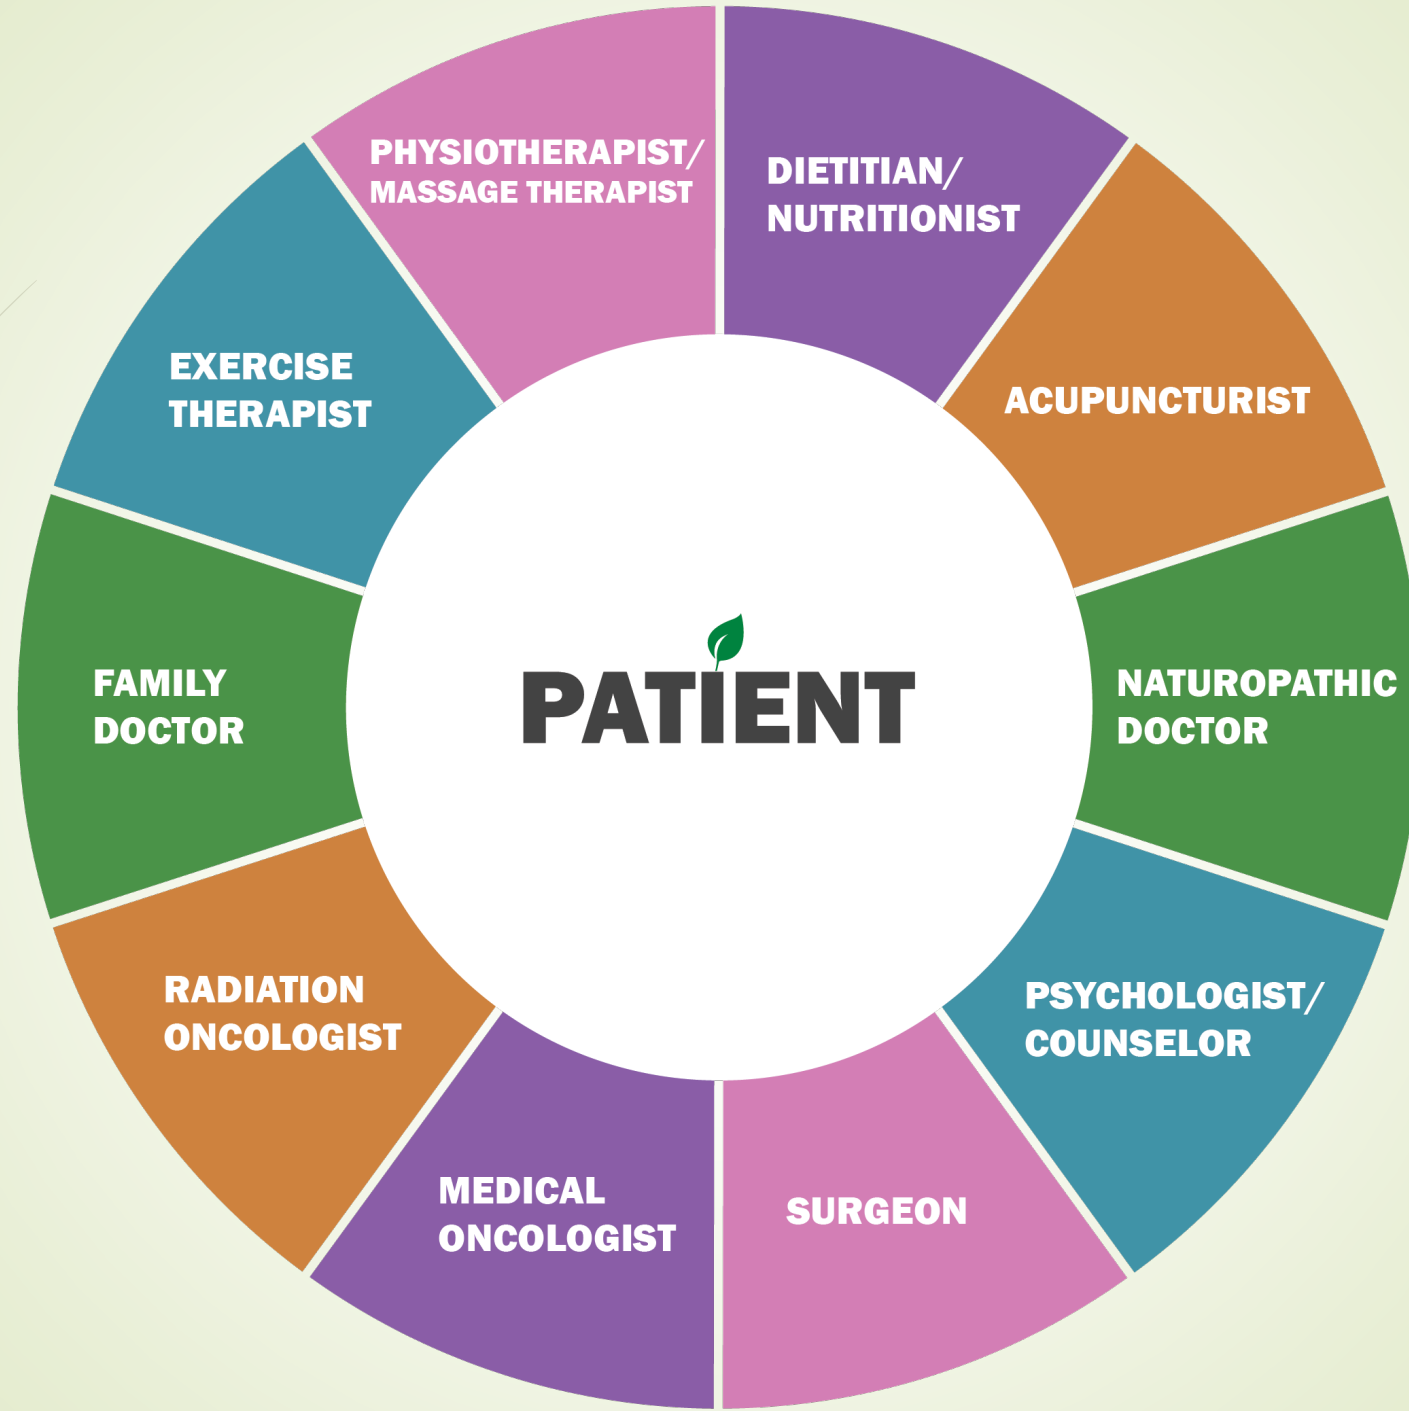 PHYSIOTHERAPIST/
MASSAGE THERAPIST
DIETITIAN/
NUTRITIONIST
ACUPUNCTURIST
NATUROPATHIC
DOCTOR
PSYCHOLOGIST/
COUNSELOR
SURGEON
MEDICAL
ONCOLOGIST
RADIATION
ONCOLOGIST
FAMILY
DOCTOR
EXERCISE
THERAPIST
PATIENT